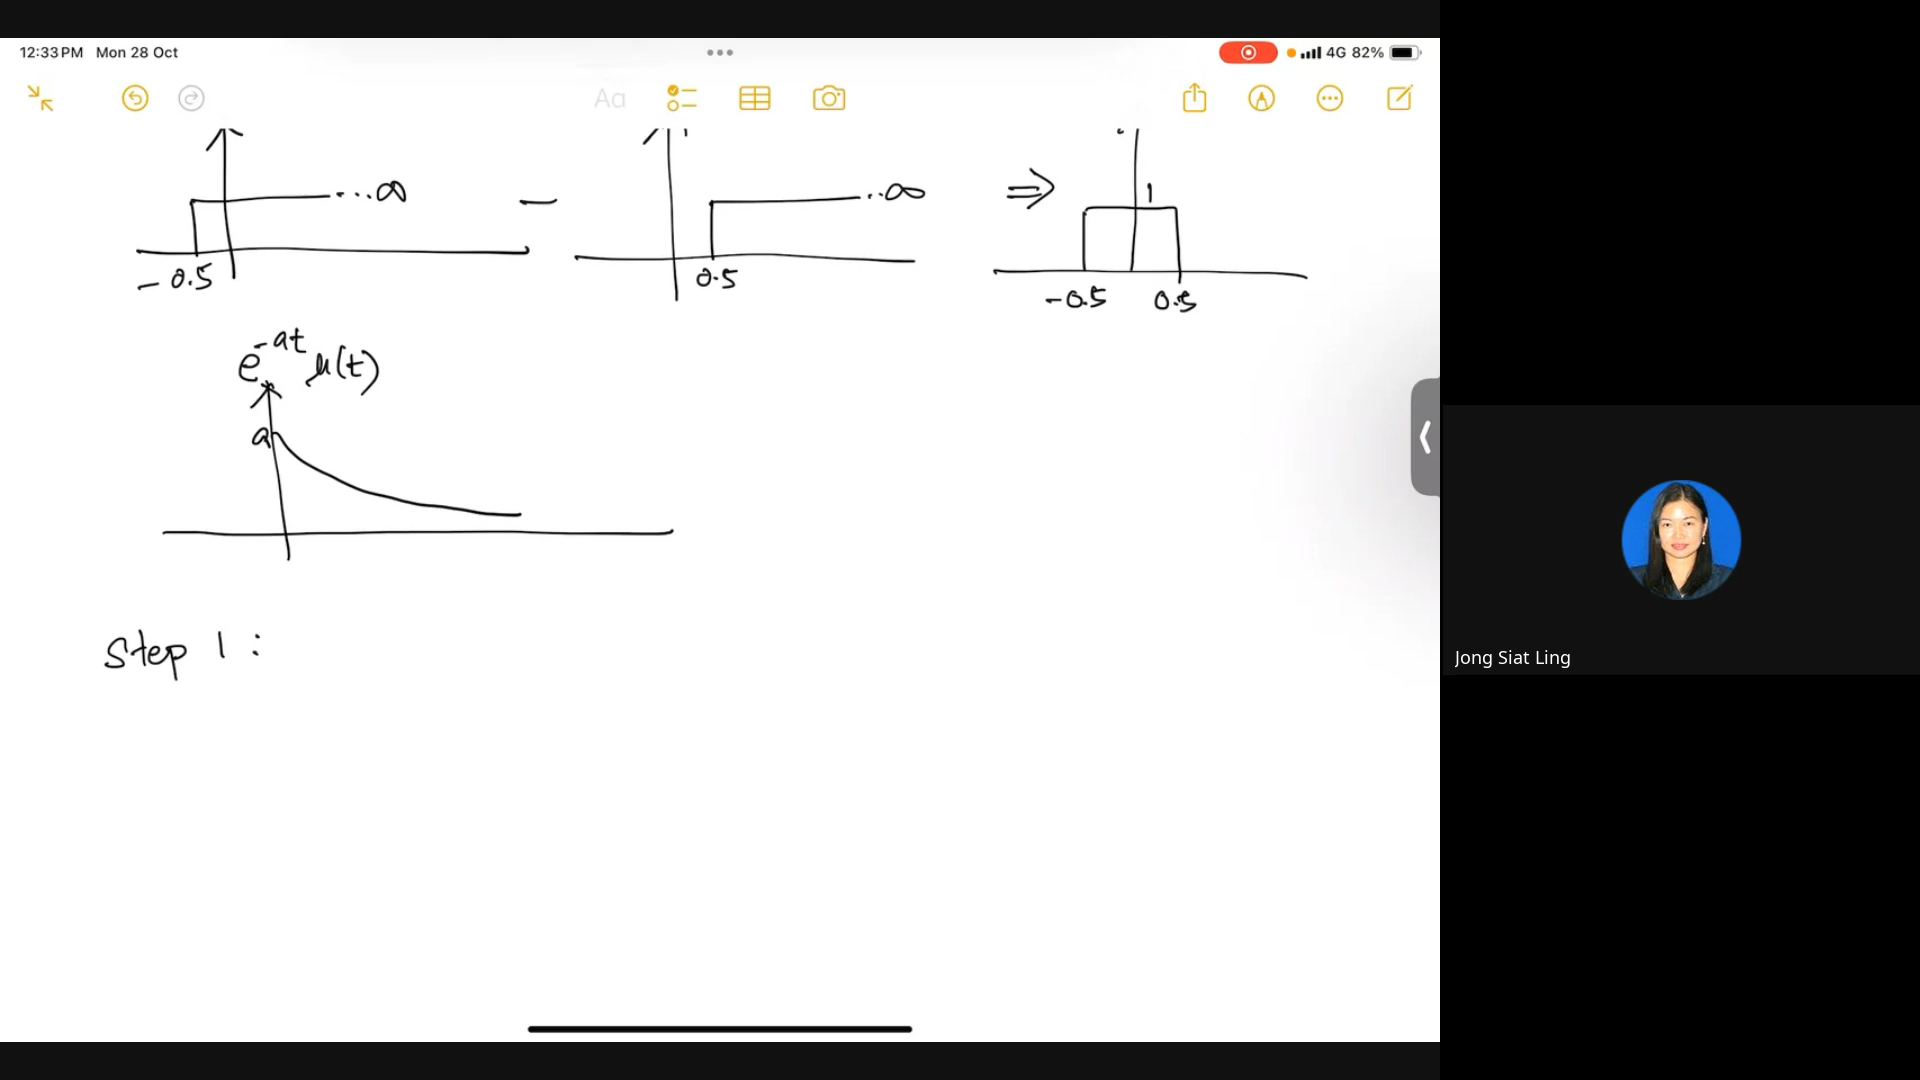 12:33 PM Mon 28 Oct
4G 82%
Aa
...∞
...∞
⇒
1
-0.5
0.5
-0.5
0.5
e^-at u(t)
a
Step 1 :
Jong Siat Ling